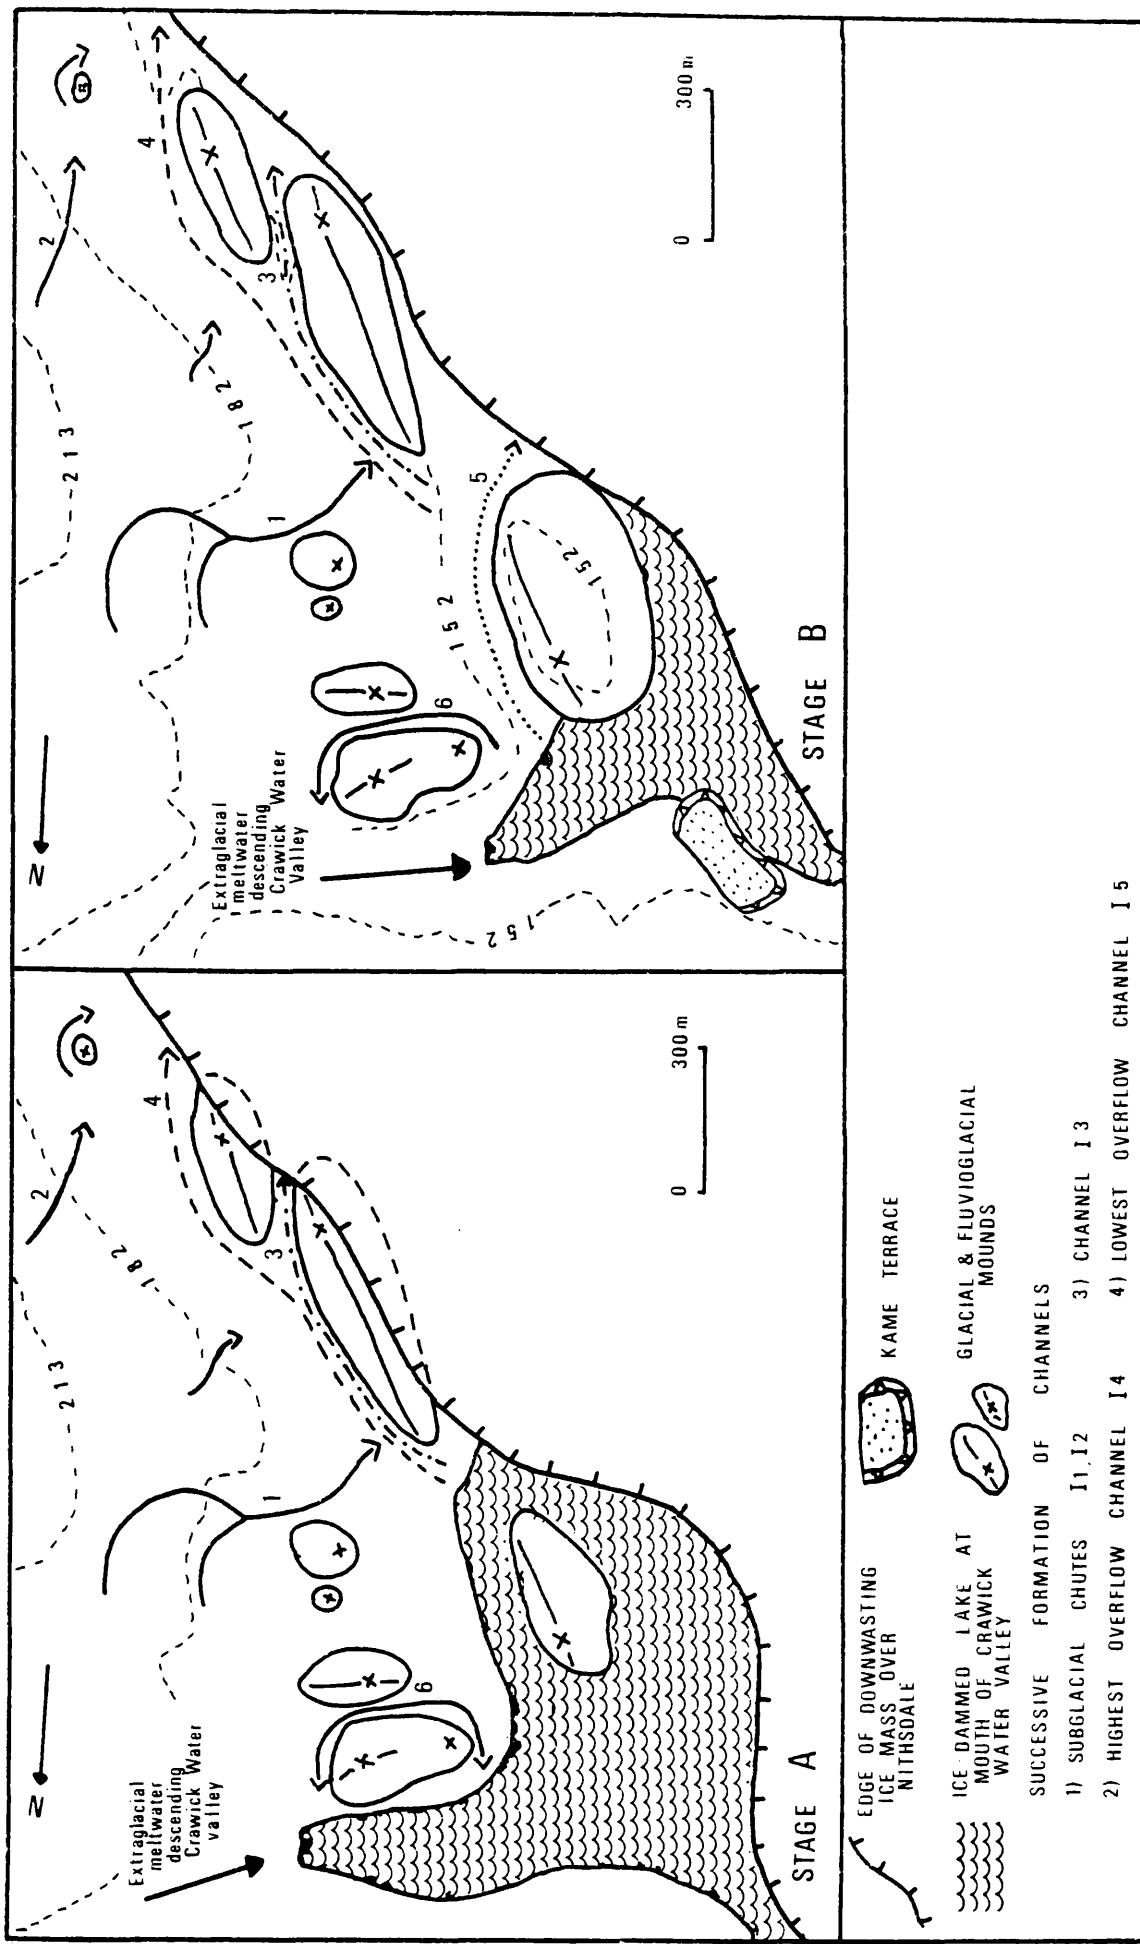 N
Extraglacial
meltwater
descending
Crawick Water
valley
213
182
1
2
3
4
6
0 300 m
STAGE A
N
Extraglacial
meltwater
descending
Crawick Water
Valley
213
182
152
152
152
1
2
3
4
5
6
0 300 m
STAGE B
EDGE OF DOWNWASTING
ICE MASS OVER
NITHSDALE
KAME TERRACE
ICE DAMMED LAKE AT
MOUTH OF CRAWICK
WATER VALLEY
GLACIAL & FLUVIOGLACIAL
MOUNDS
SUCCESSIVE FORMATION OF CHANNELS
1) SUBGLACIAL CHUTES I1,I2 3) CHANNEL I3
2) HIGHEST OVERFLOW CHANNEL I4 4) LOWEST OVERFLOW CHANNEL I5